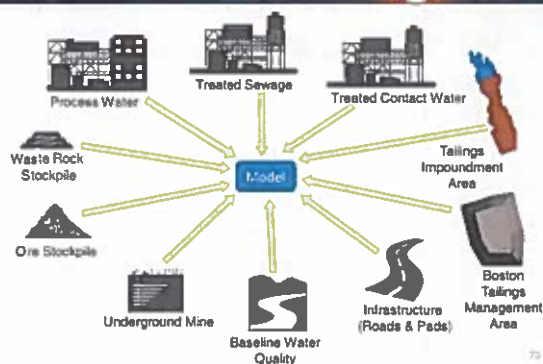 Process Water
Treated Sewage
Treated Contact Water
Waste Rock
Stockpile
Model
Tailings
Impoundment
Area
Ore Stockpile
Underground Mine
Baseline Water
Quality
Infrastructure
(Roads & Pads)
Boston
Tailings
Management
Area